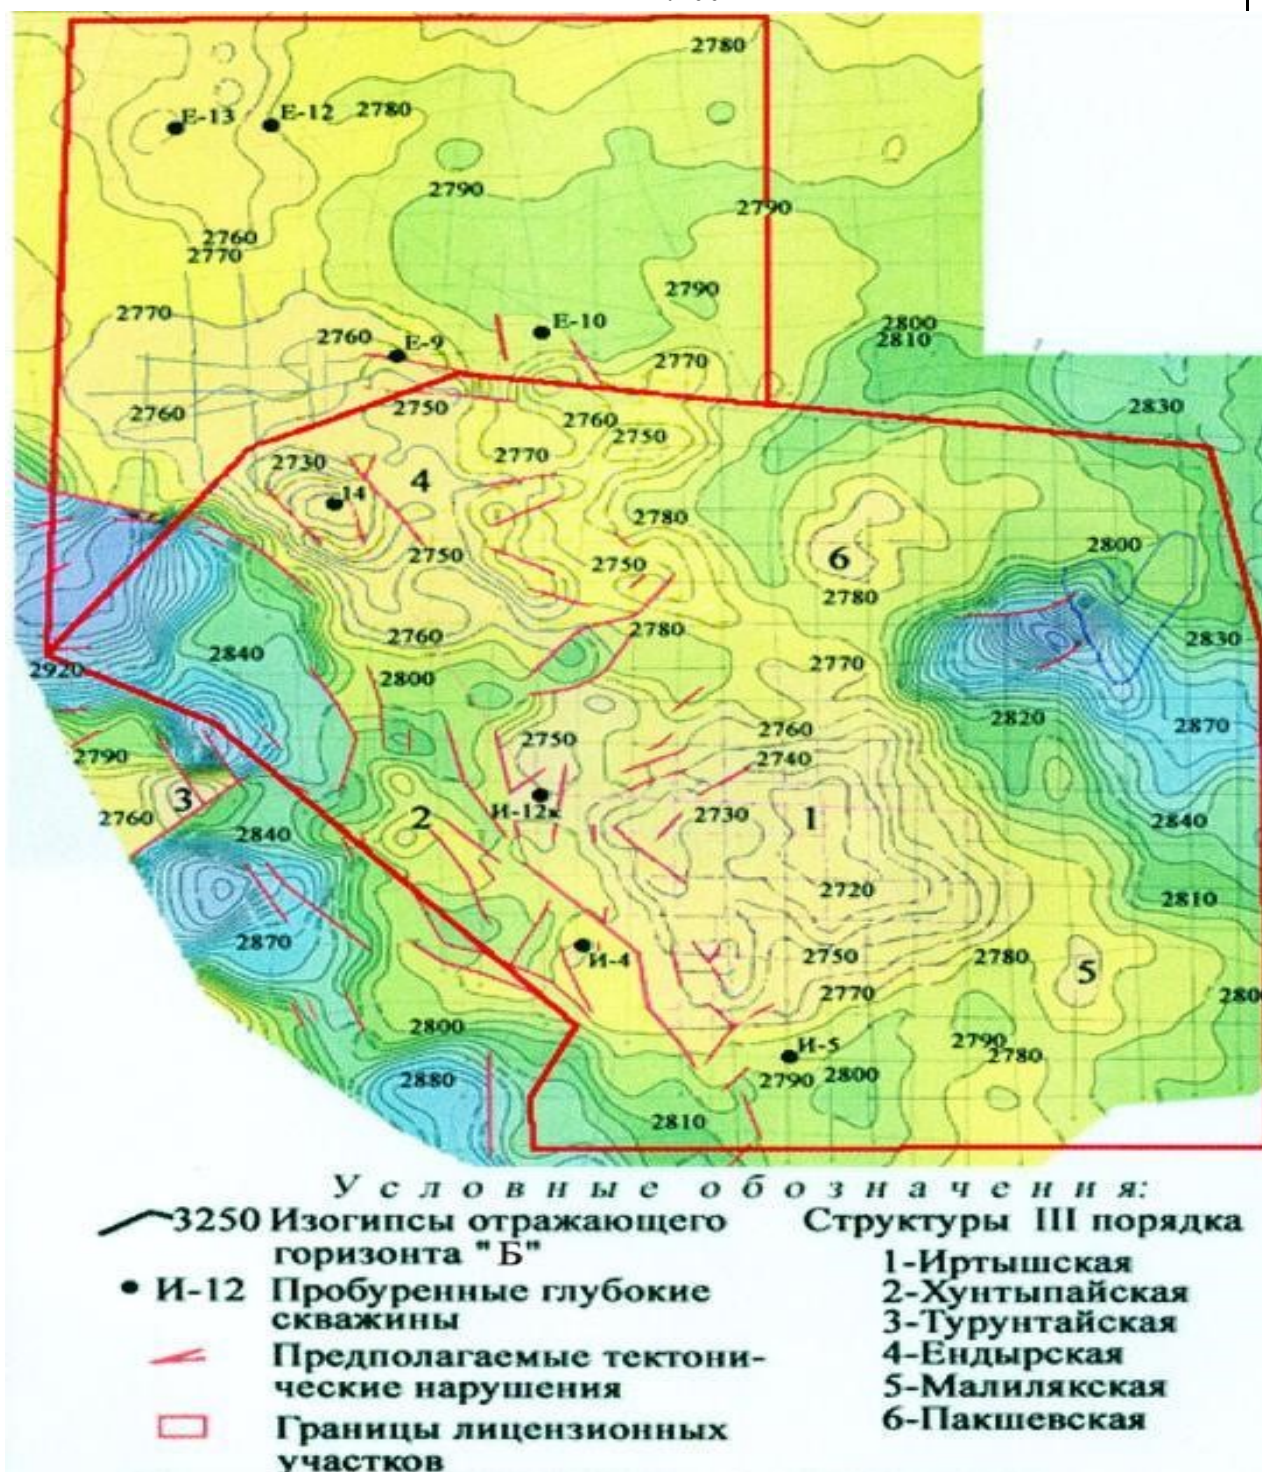 2780
Е-13
Е-12
2780
2790
2790
2760
2770
2790
2770
Е-10
2800
2760
Е-9
2810
2770
2750
2760
2830
2760
2750
2730
2770
4
14
2780
2750
2750
2800
6
2780
2760
2780
2830
2840
2770
2920
2800
2820
2870
2750
2760
2790
2740
3
И-12к
2760
2
2730
1
2840
2840
2720
2810
2870
И-4
2750
2780
5
2770
2800
2800
И-5
2790
2780
2880
2790
2800
2810
Условные обозначения:
3250 Изогипсы отражающего
горизонта "Б"
И-12 Пробуренные глубокие
скважины
Предполагаемые тектони-
ческие нарушения
Границы лицензионных
участков
Структуры III порядка
1-Иртышская
2-Хунтыпайская
3-Турунтайская
4-Ендырская
5-Малилякская
6-Пакшевская